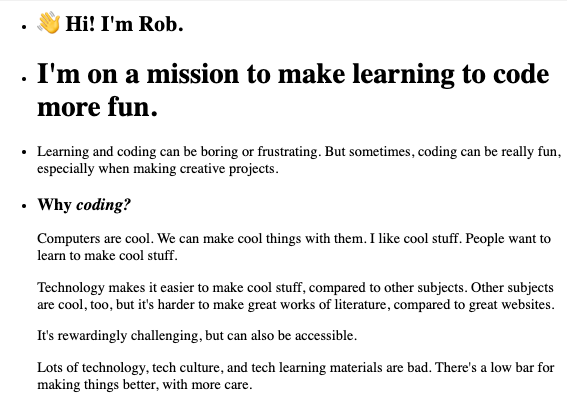 • 👋 Hi! I'm Rob.
• I'm on a mission to make learning to code
more fun.
• Learning and coding can be boring or frustrating. But sometimes, coding can be really fun,
especially when making creative projects.
• Why coding?
Computers are cool. We can make cool things with them. I like cool stuff. People want to
learn to make cool stuff.
Technology makes it easier to make cool stuff, compared to other subjects. Other subjects
are cool, too, but it's harder to make great works of literature, compared to great websites.
It's rewardingly challenging, but can also be accessible.
Lots of technology, tech culture, and tech learning materials are bad. There's a low bar for
making things better, with more care.